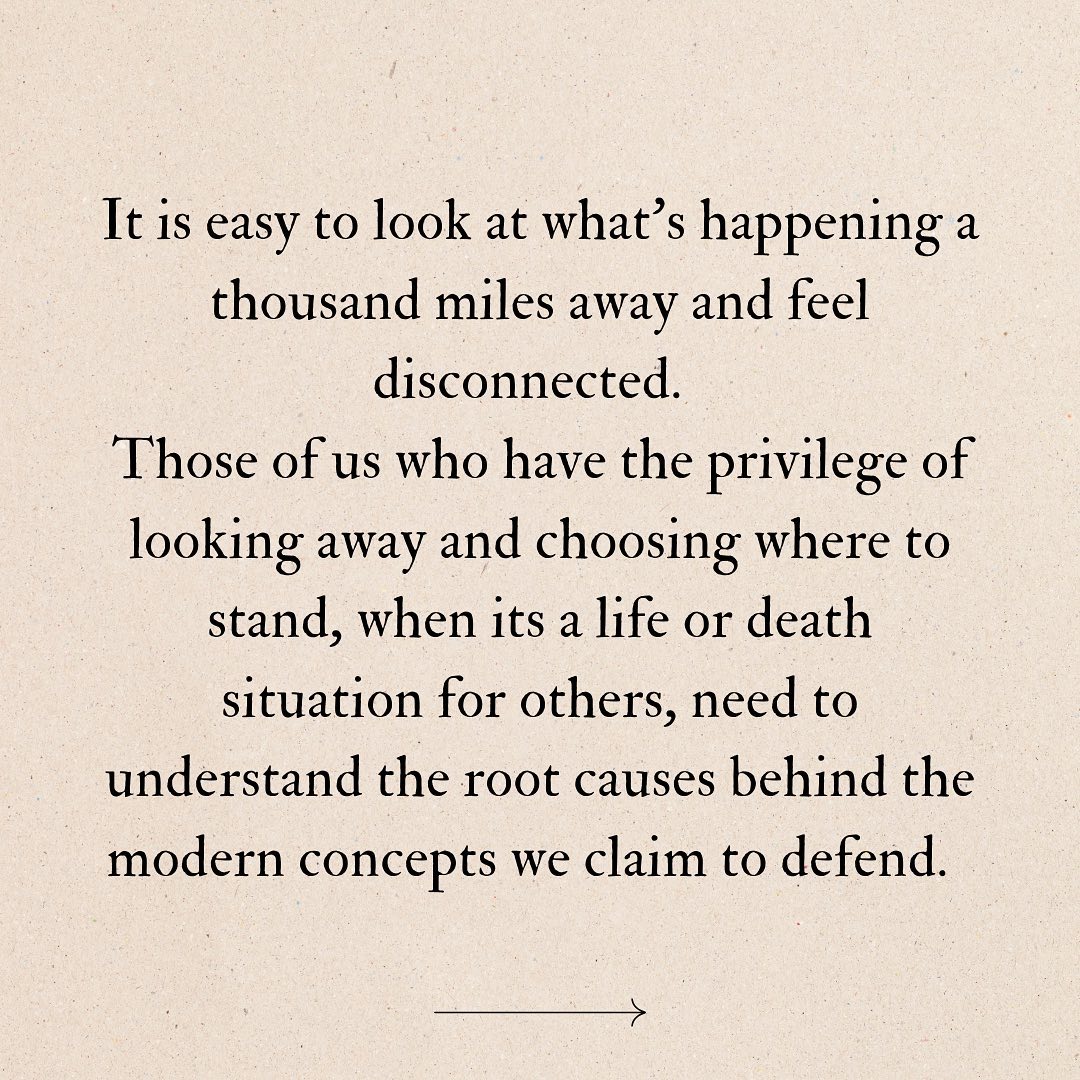 It is easy to look at what’s happening a
thousand miles away and feel
disconnected.
Those of us who have the privilege of
looking away and choosing where to
stand, when its a life or death
situation for others, need to
understand the root causes behind the
modern concepts we claim to defend.